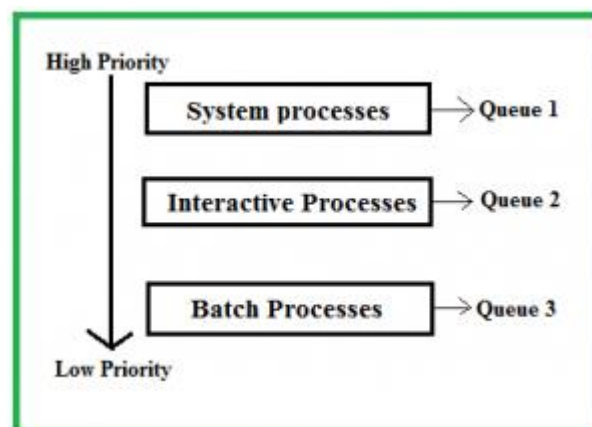 High Priority
System processes
Queue 1
Interactive Processes
Queue 2
Batch Processes
Queue 3
Low Priority